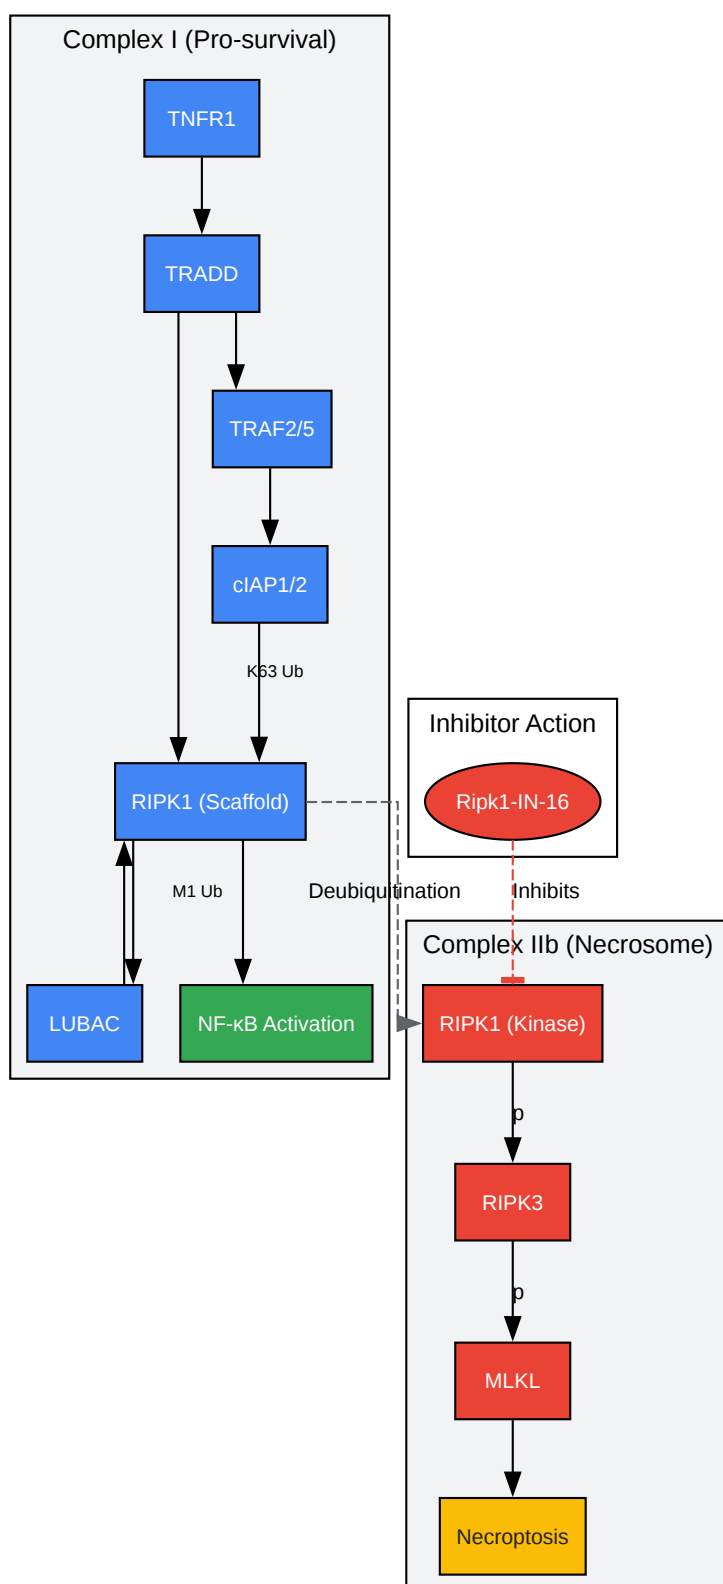 Complex I (Pro-survival)
TNFR1
TRADD
TRAF2/5
cIAP1/2
K63 Ub
RIPK1 (Scaffold)
M1 Ub
LUBAC
NF-κB Activation
Deubiquitination
Inhibitor Action
Ripk1-IN-16
Inhibits
Complex IIb (Necrosome)
RIPK1 (Kinase)
p
RIPK3
p
MLKL
Necroptosis